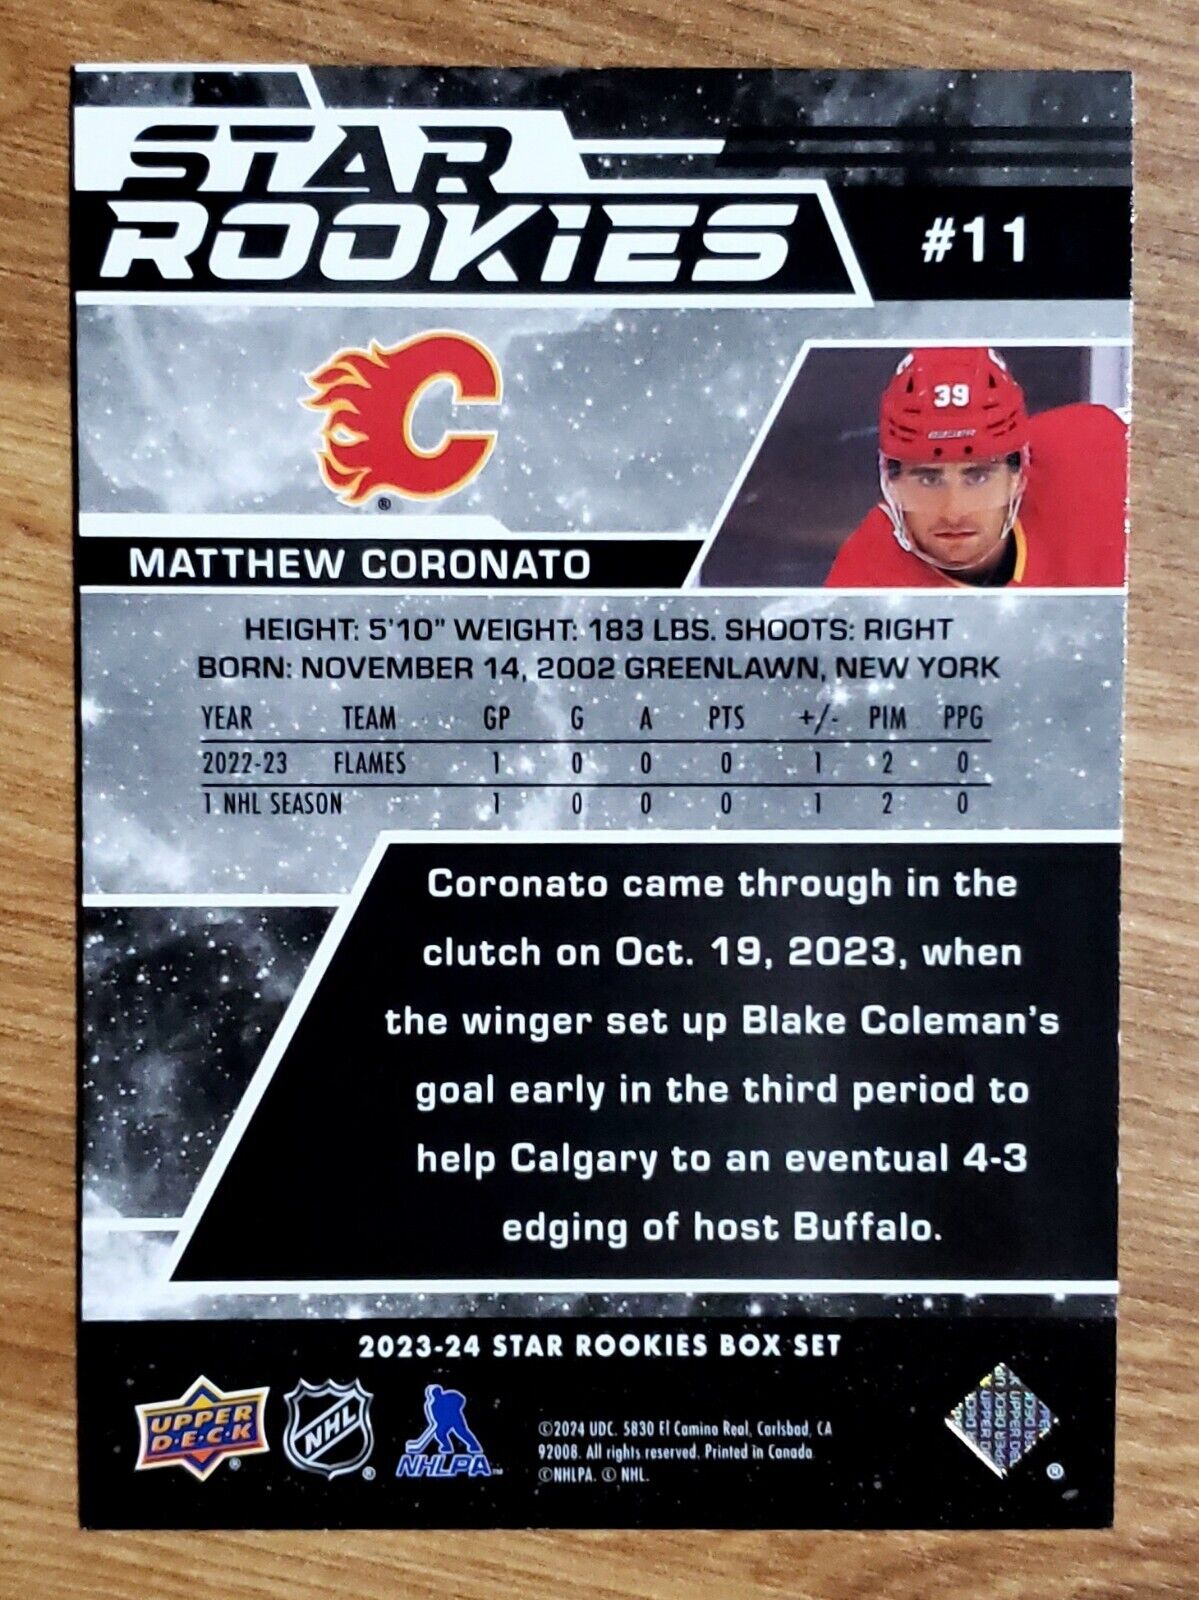 STAR
ROOKIES
#11
39
MATTHEW CORONATO
HEIGHT: 5'10" WEIGHT: 183 LBS. SHOOTS: RIGHT
BORN: NOVEMBER 14, 2002 GREENLAWN, NEW YORK
YEAR TEAM GP G A PTS +/- PIM PPG
2022-23 FLAMES 1 0 0 0 1 2 0
1 NHL SEASON 1 0 0 0 1 2 0
Coronato came through in the
clutch on Oct. 19, 2023, when
the winger set up Blake Coleman's
goal early in the third period to
help Calgary to an eventual 4-3
edging of host Buffalo.
2023-24 STAR ROOKIES BOX SET
UPPER
D·E·C·K
®
NHL
®
NHLPA™
©2024 UDC. 5830 El Camino Real, Carlsbad, CA
92008. All rights reserved. Printed in Canada
©NHLPA. © NHL.
®